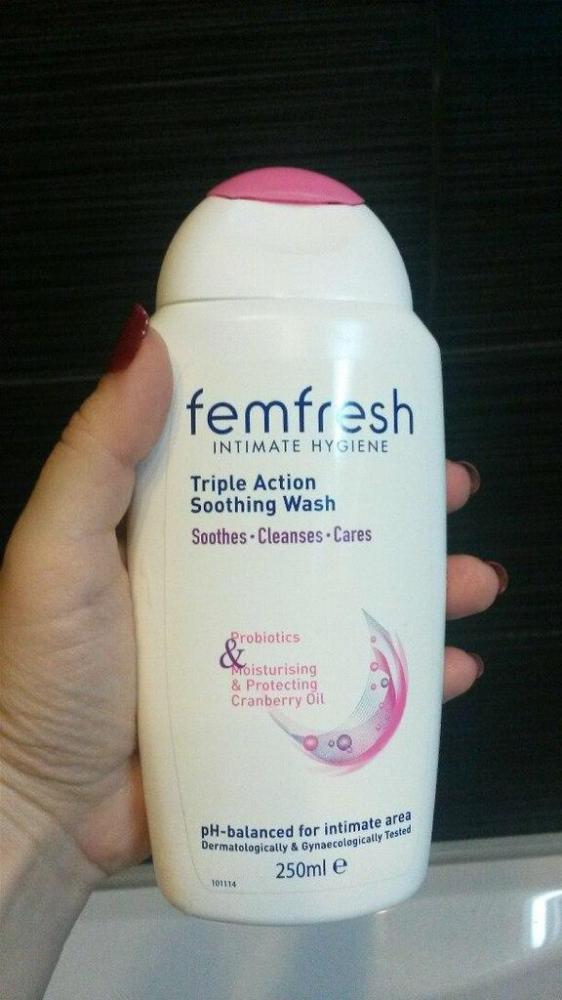 femfresh
INTIMATE HYGIENE
Triple Action
Soothing Wash
Soothes • Cleanses • Cares
Probiotics
&
Moisturising
& Protecting
Cranberry Oil
pH-balanced for intimate area
Dermatologically & Gynaecologically Tested
250ml ℮
101114